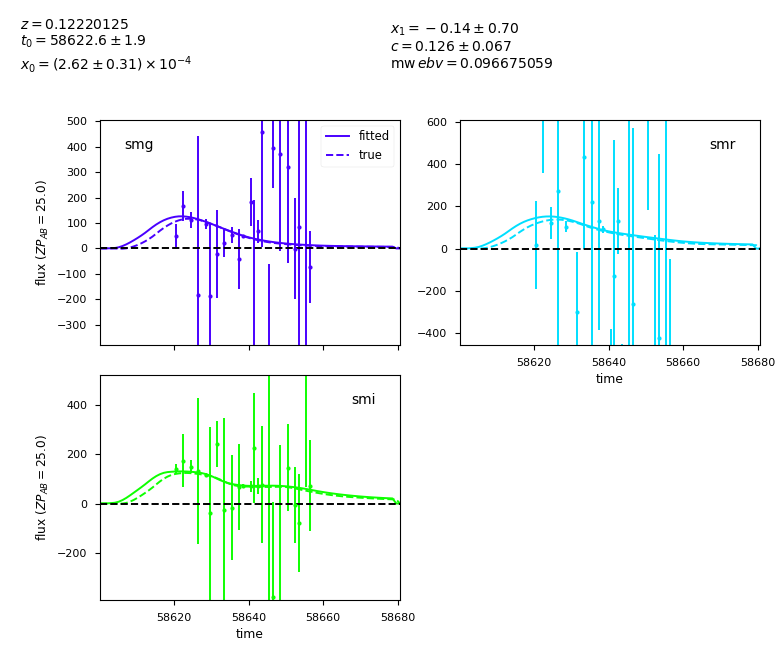 z = 0.12220125
t₀ = 58622.6 ± 1.9
x₀ = (2.62 ± 0.31) × 10⁻⁴
x₁ = −0.14 ± 0.70
c = 0.126 ± 0.067
mwebv = 0.096675059
smg
fitted
true
flux (ZP_AB = 25.0)
500
400
300
200
100
0
−100
−200
−300
smr
600
400
200
0
−200
−400
58620 58640 58660 58680
time
smi
flux (ZP_AB = 25.0)
400
200
0
−200
58620 58640 58660 58680
time